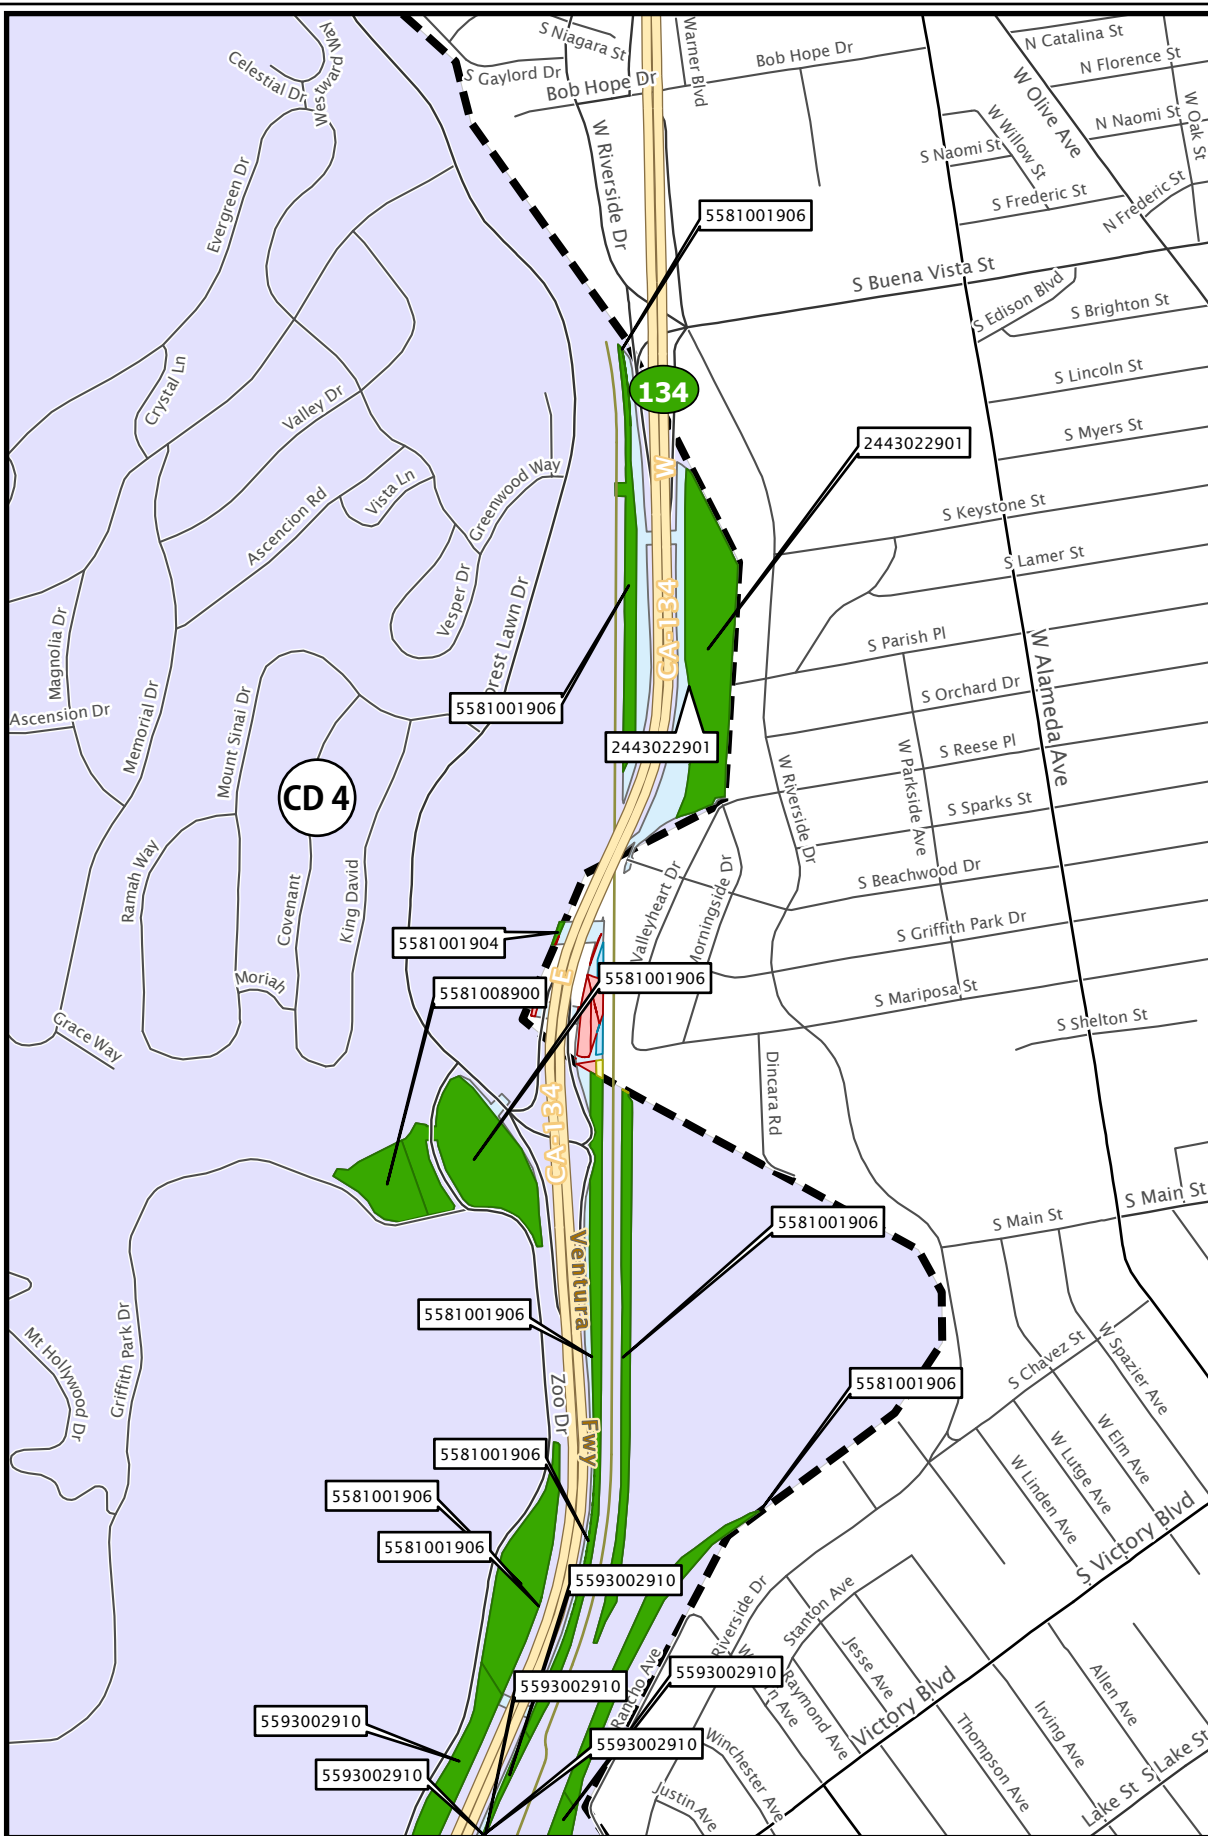 Westward Way
Celestial Dr
S Niagara St
S Gaylord Dr
Bob Hope Dr
Warner Blvd
Bob Hope Dr
N Catalina St
N Florence St
W Olive Ave
W Oak St
N Naomi St
W Willow St
S Naomi St
S Frederic St
N Frederic St
W Riverside Dr
Evergreen Dr
5581001906
S Buena Vista St
S Edison Blvd
S Brighton St
S Lincoln St
S Myers St
134
Crystal Ln
Valley Dr
2443022901
W
Greenwood Way
Vista Ln
Ascencion Rd
S Keystone St
S Lamer St
Vesper Dr
CA-134
Magnolia Dr
S Parish Pl
W Alameda Ave
5581001906
S Orchard Dr
Ascension Dr
Memorial Dr
Mount Sinai Dr
2443022901
S Reese Pl
W Parkside Ave
W Riverside Dr
S Sparks St
CD 4
Ramah Way
Covenant
King David
S Beachwood Dr
Valleyheart Dr
Morningside Dr
S Griffith Park Dr
5581001904
E
5581001906
5581008900
Moriah
S Mariposa St
S Shelton St
Grace Way
Dincara Rd
CA-134
S Main St
S Main St
5581001906
Ventura
5581001906
Griffith Park Dr
Mt Hollywood Dr
S Chavez St
W Spazier Ave
Zoo Dr
5581001906
Fwy
W Elm Ave
W Lutge Ave
W Linden Ave
5581001906
5581001906
S Victory Blvd
5581001906
5593002910
Riverside Dr
Stanton Ave
Jesse Ave
Raymond Ave
Rancho Ave
5593002910
5593002910
Victory Blvd
Allen Ave
Irving Ave
Thompson Ave
5593002910
5593002910
Winchester Ave
5593002910
Justin Ave
Lake St
S Lake St